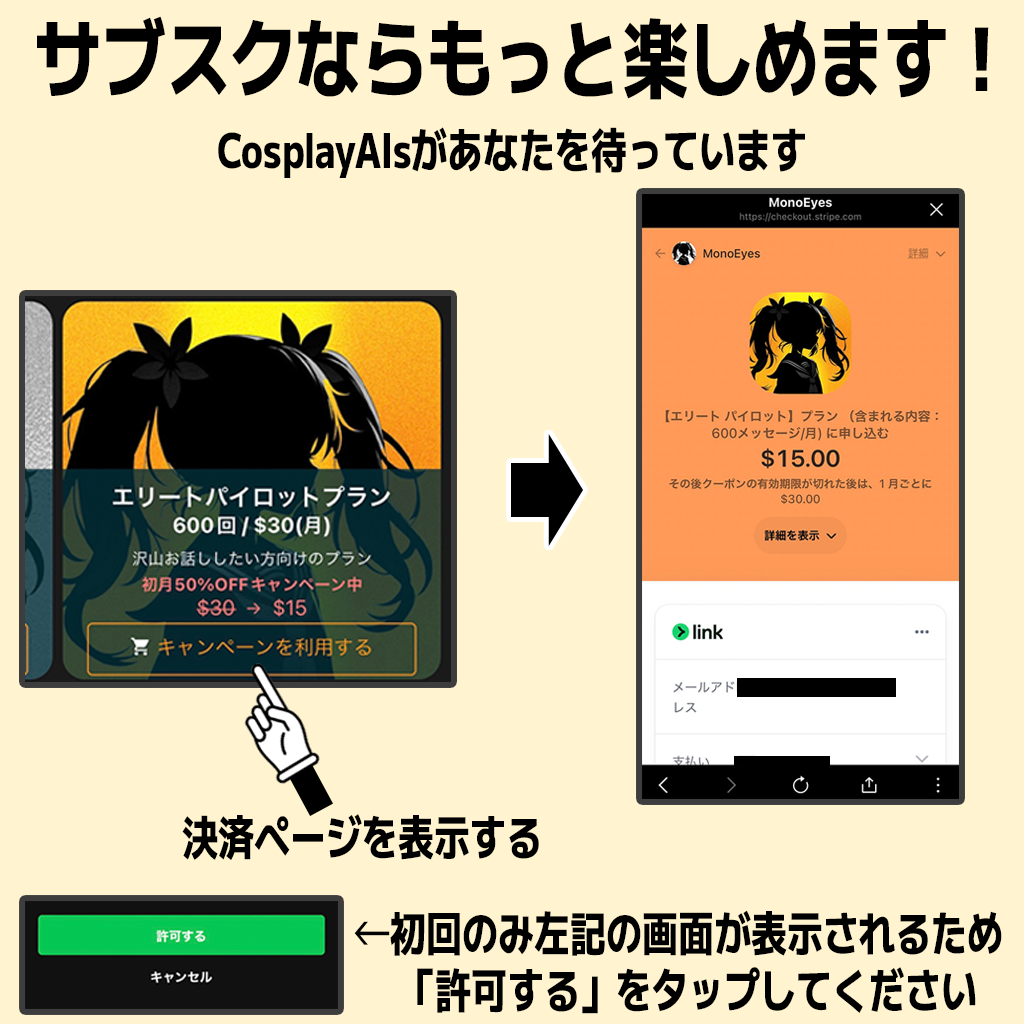 サブスクならもっと楽しめます！
CosplayAIsがあなたを待っています
エリートパイロットプラン
600回 / $30(月)
沢山お話ししたい方向けのプラン
初月50%OFFキャンペーン中
$30 → $15
キャンペーンを利用する
決済ページを表示する
MonoEyes
https://checkout.stripe.com
MonoEyes
詳細
【エリート パイロット】プラン （含まれる内容：
600メッセージ/月) に申し込む
$15.00
その後クーポンの有効期限が切れた後は、1 月ごとに
$30.00
詳細を表示
link
メールアド
レス
支払い
許可する
キャンセル
←初回のみ左記の画面が表示されるため
「許可する」をタップしてください